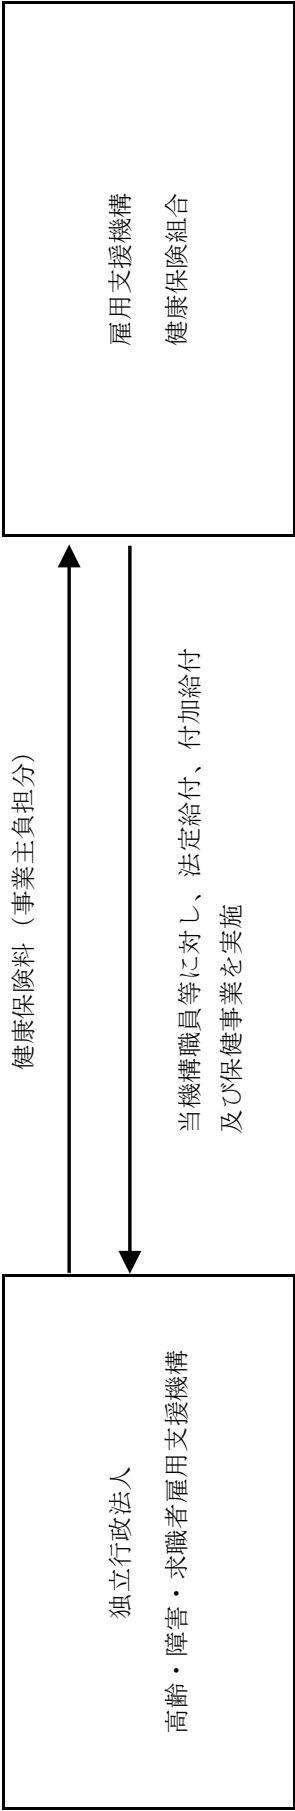 独立行政法人
高齢・障害・求職者雇用支援機構
健康保険料（事業主負担分）
当機構職員等に対し、法定給付、付加給付
及び保健事業を実施
雇用支援機構
健康保険組合